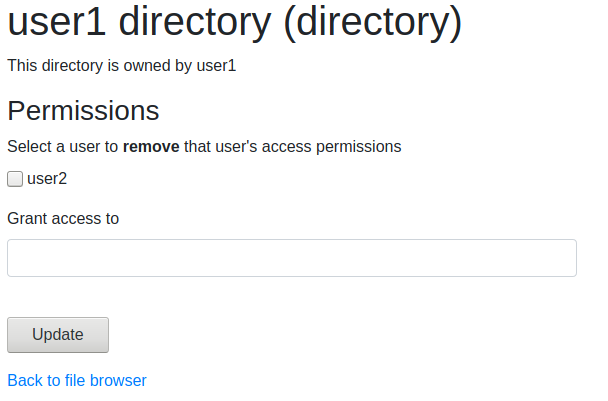 user1 directory (directory)
This directory is owned by user1
Permissions
Select a user to remove that user's access permissions
user2
Grant access to
Update
Back to file browser